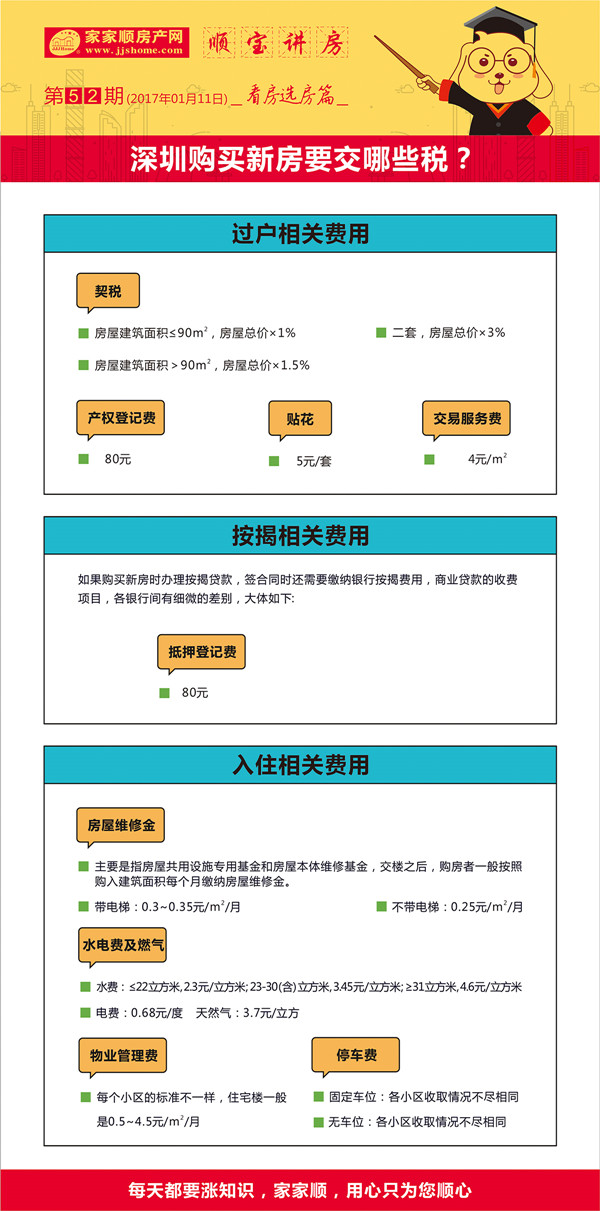 家家顺房产网
www.jjshome.com
顺宝讲房
第52期(2017年01月11日)_看房选房篇_
深圳购买新房要交哪些税？
过户相关费用
契税
房屋建筑面积≤90m²，房屋总价×1%
二套，房屋总价×3%
房屋建筑面积＞90m²，房屋总价×1.5%
产权登记费
贴花
交易服务费
80元
5元/套
4元/m²
按揭相关费用
如果购买新房时办理按揭贷款，签合同时还需要缴纳银行按揭费用，商业贷款的收费
项目，各银行间有细微的差别，大体如下:
抵押登记费
80元
入住相关费用
房屋维修金
主要是指房屋共用设施专用基金和房屋本体维修基金，交楼之后，购房者一般按照
购入建筑面积每个月缴纳房屋维修金。
带电梯：0.3~0.35元/m²/月
不带电梯：0.25元/m²/月
水电费及燃气
水费：≤22立方米,2.3元/立方米; 23-30(含)立方米,3.45元/立方米; ≥31立方米,4.6元/立方米
电费：0.68元/度 天然气：3.7元/立方
物业管理费
停车费
每个小区的标准不一样，住宅楼一般
是0.5~4.5元/m²/月
固定车位：各小区收取情况不尽相同
无车位：各小区收取情况不尽相同
每天都要涨知识，家家顺，用心只为您顺心